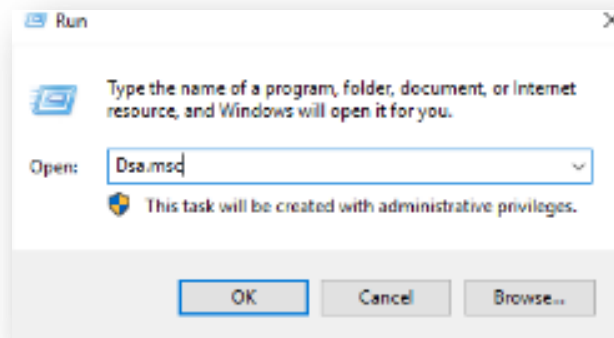 Run
Type the name of a program, folder, document, or Internet
resource, and Windows will open it for you.
Open: Dsa.msc
This task will be created with administrative privileges.
OK Cancel Browse...